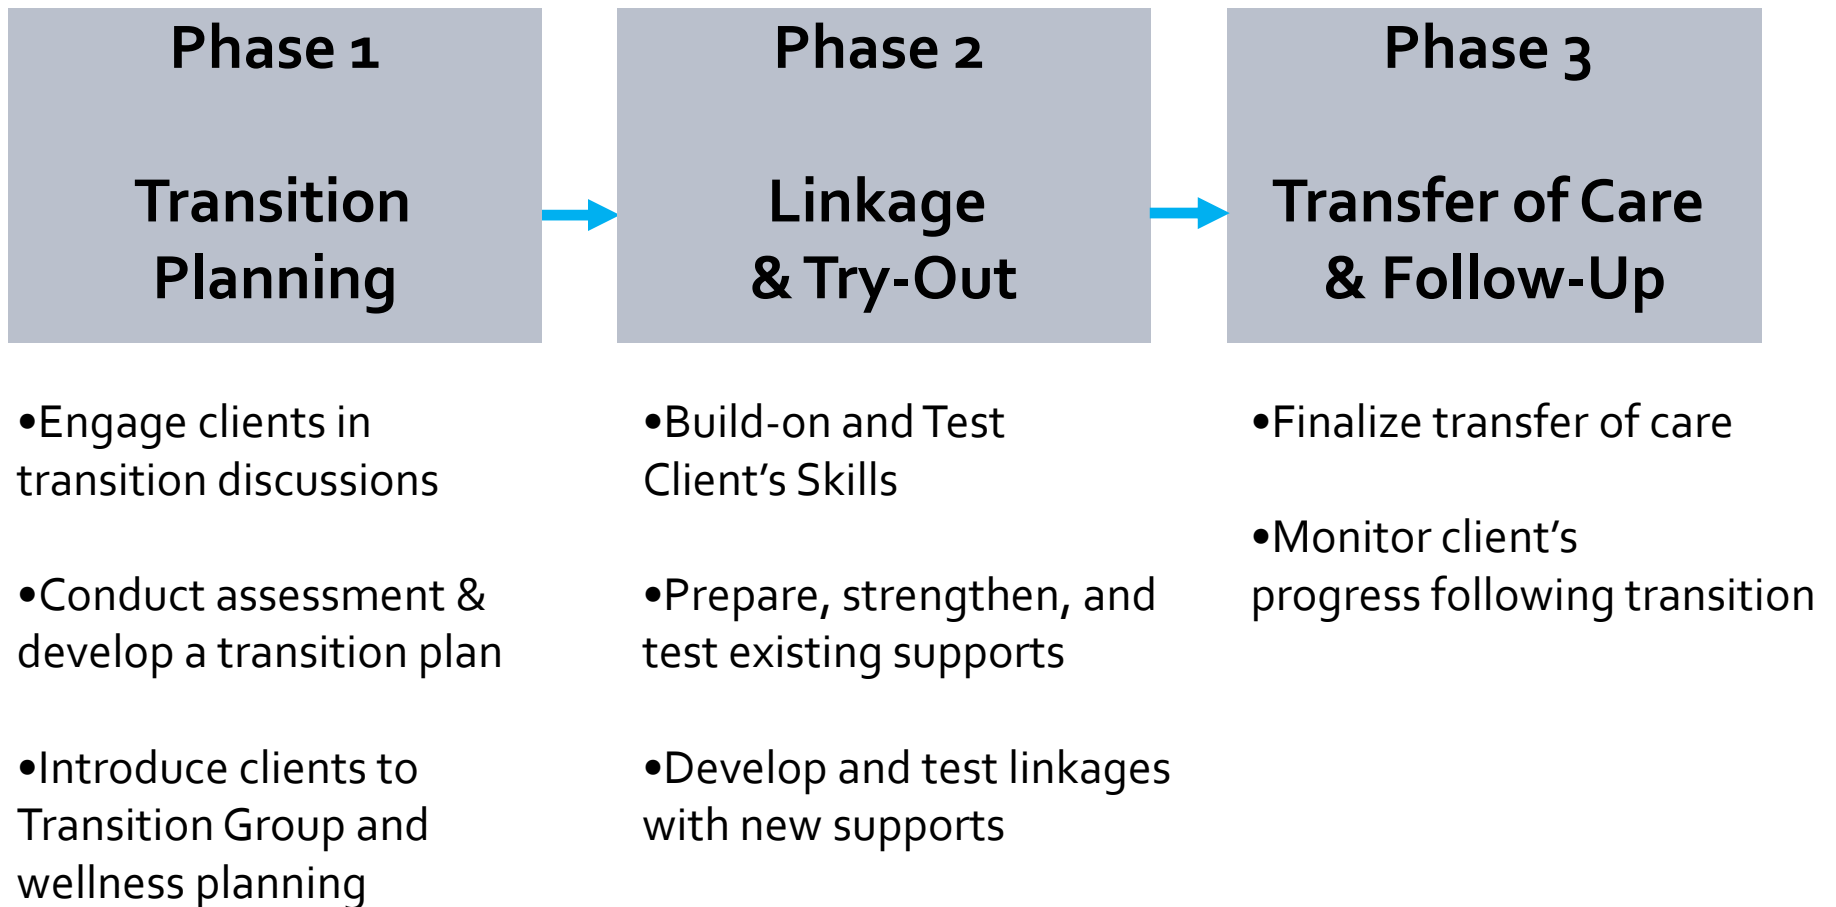 Phase 1
Transition
Planning
Phase 2
Linkage
& Try-Out
Phase 3
Transfer of Care
& Follow-Up
•Engage clients in
transition discussions
•Conduct assessment &
develop a transition plan
•Introduce clients to
Transition Group and
wellness planning
•Build-on and Test
Client’s Skills
•Prepare, strengthen, and
test existing supports
•Develop and test linkages
with new supports
•Finalize transfer of care
•Monitor client’s
progress following transition